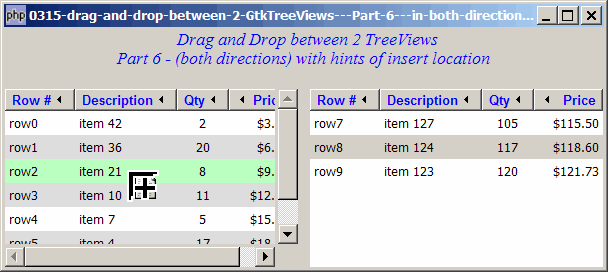 php 0315-drag-and-drop-between-2-GtkTreeViews---Part-6---in-both-direction...
Drag and Drop between 2 TreeViews
Part 6 - (both directions) with hints of insert location
Row # Description Qty Pric
row0 item 42 2 $3.
row1 item 36 20 $6.
row2 item 21 8 $9.
row3 item 10 11 $12.
row4 item 7 5 $15.
row5 item 4 17 $18.
Row # Description Qty Price
row7 item 127 105 $115.50
row8 item 124 117 $118.60
row9 item 123 120 $121.73